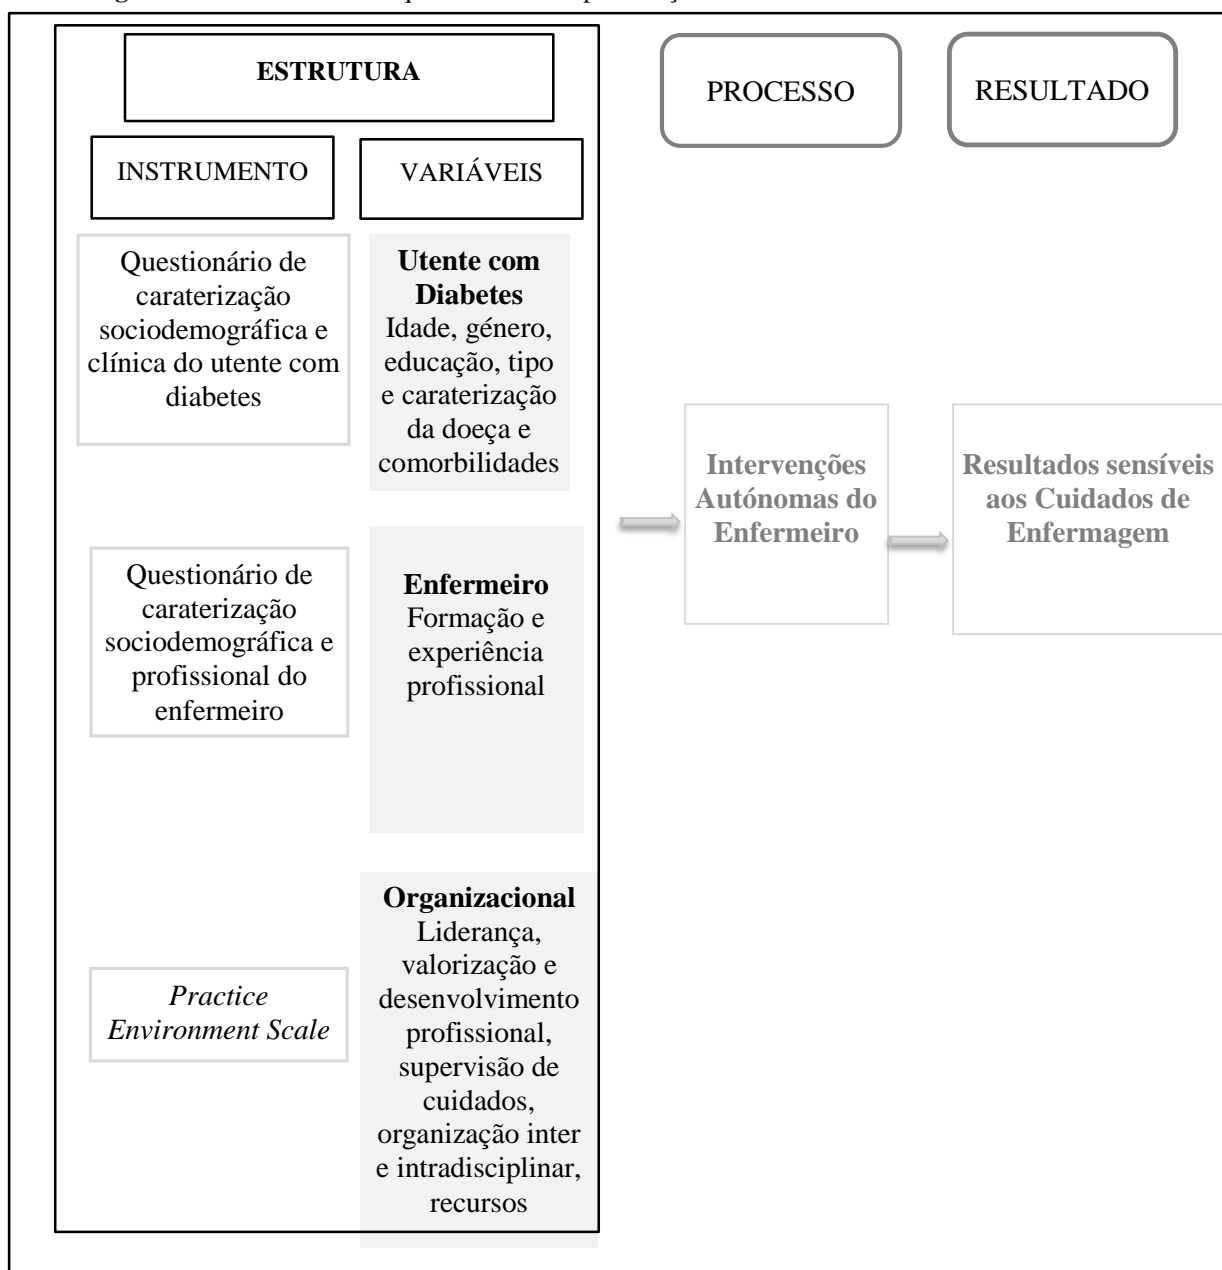 ESTRUTURA
PROCESSO
RESULTADO
INSTRUMENTO
VARIÁVEIS
Questionário de
caraterização
sociodemográfica e
clínica do utente com
diabetes
Utente com
Diabetes
Idade, género,
educação, tipo
e caraterização
da doeça e
comorbilidades
Questionário de
caraterização
sociodemográfica e
profissional do
enfermeiro
Enfermeiro
Formação e
experiência
profissional
Practice
Environment Scale
Organizacional
Liderança,
valorização e
desenvolvimento
profissional,
supervisão de
cuidados,
organização inter
e intradisciplinar,
recursos
Intervenções
Autónomas do
Enfermeiro
Resultados sensíveis
aos Cuidados de
Enfermagem